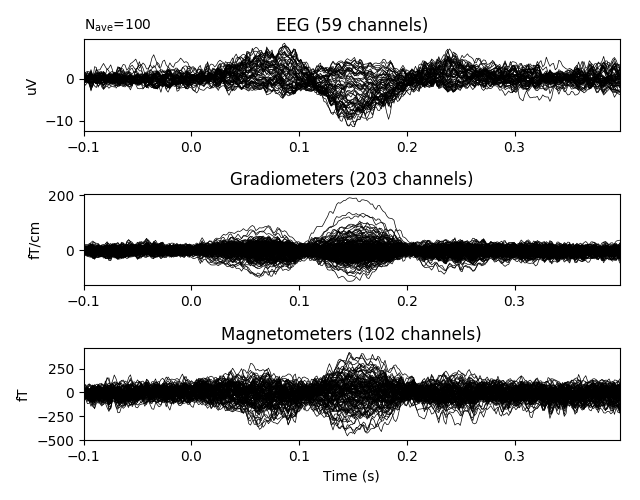 N_ave=100
EEG (59 channels)
uV
0
−10
−0.1 0.0 0.1 0.2 0.3
Gradiometers (203 channels)
fT/cm
200
0
−0.1 0.0 0.1 0.2 0.3
Magnetometers (102 channels)
fT
250
0
−250
−500
−0.1 0.0 0.1 0.2 0.3
Time (s)